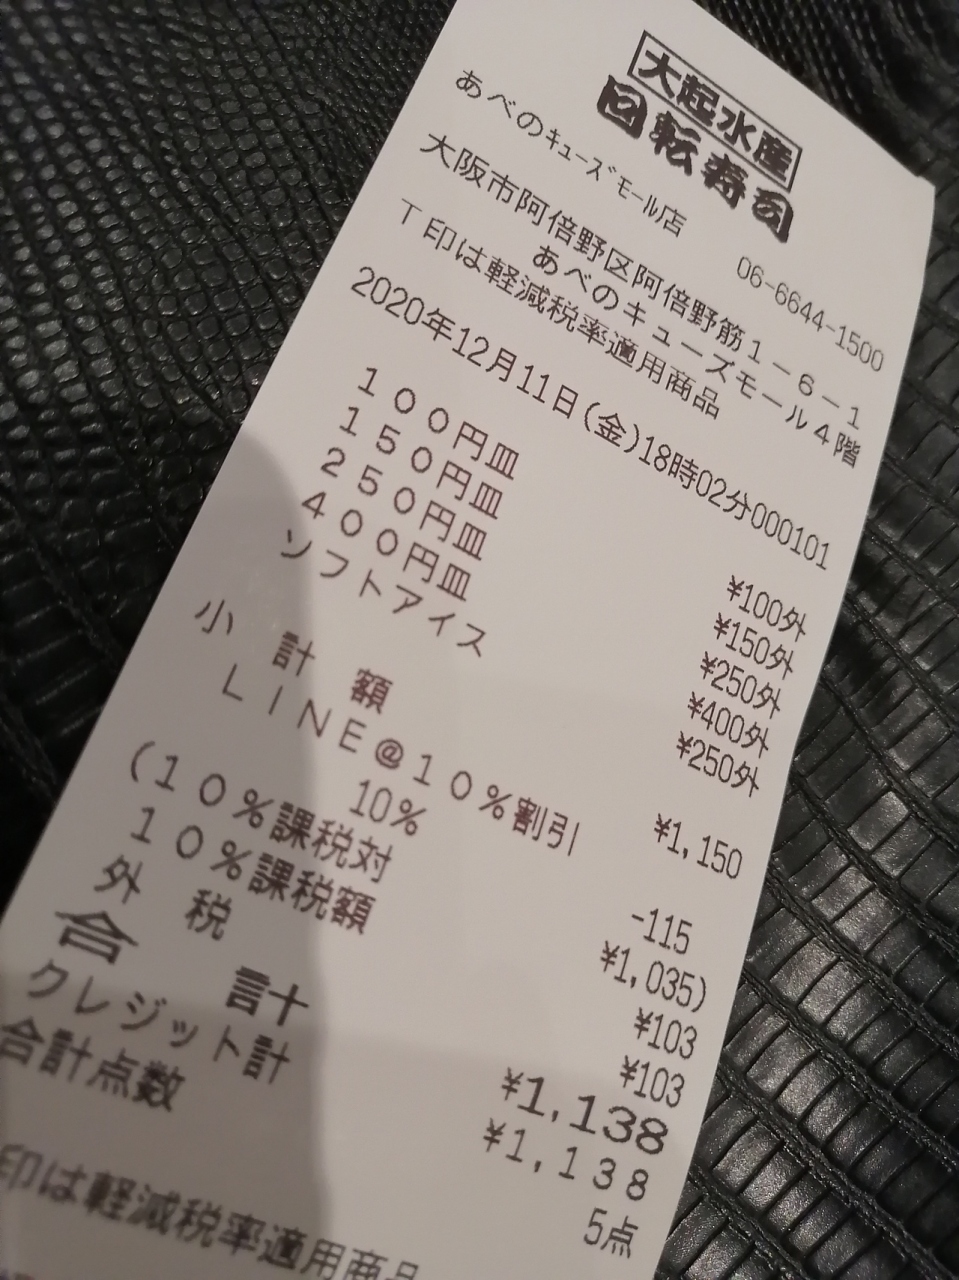 大起水産
回転寿司
あべのｷｭｰｽﾞﾓｰﾙ店
06-6644-1500
大阪市阿倍野区阿倍野筋１－６－１
あべのキューズモール４階
Ｔ印は軽減税率適用商品
2020年12月11日(金)18時02分000101
１００円皿 ¥100外
１５０円皿 ¥150外
２５０円皿 ¥250外
４００円皿 ¥400外
ソフトアイス ¥250外
小計額 ¥1,150
ＬＩＮＥ＠１０％割引
10% -115
(１０％課税対 ¥1,035)
１０％課税額 ¥103
外税 ¥103
合計 ¥1,138
クレジット計 ¥1,138
合計点数 5点
印は軽減税率適用商品